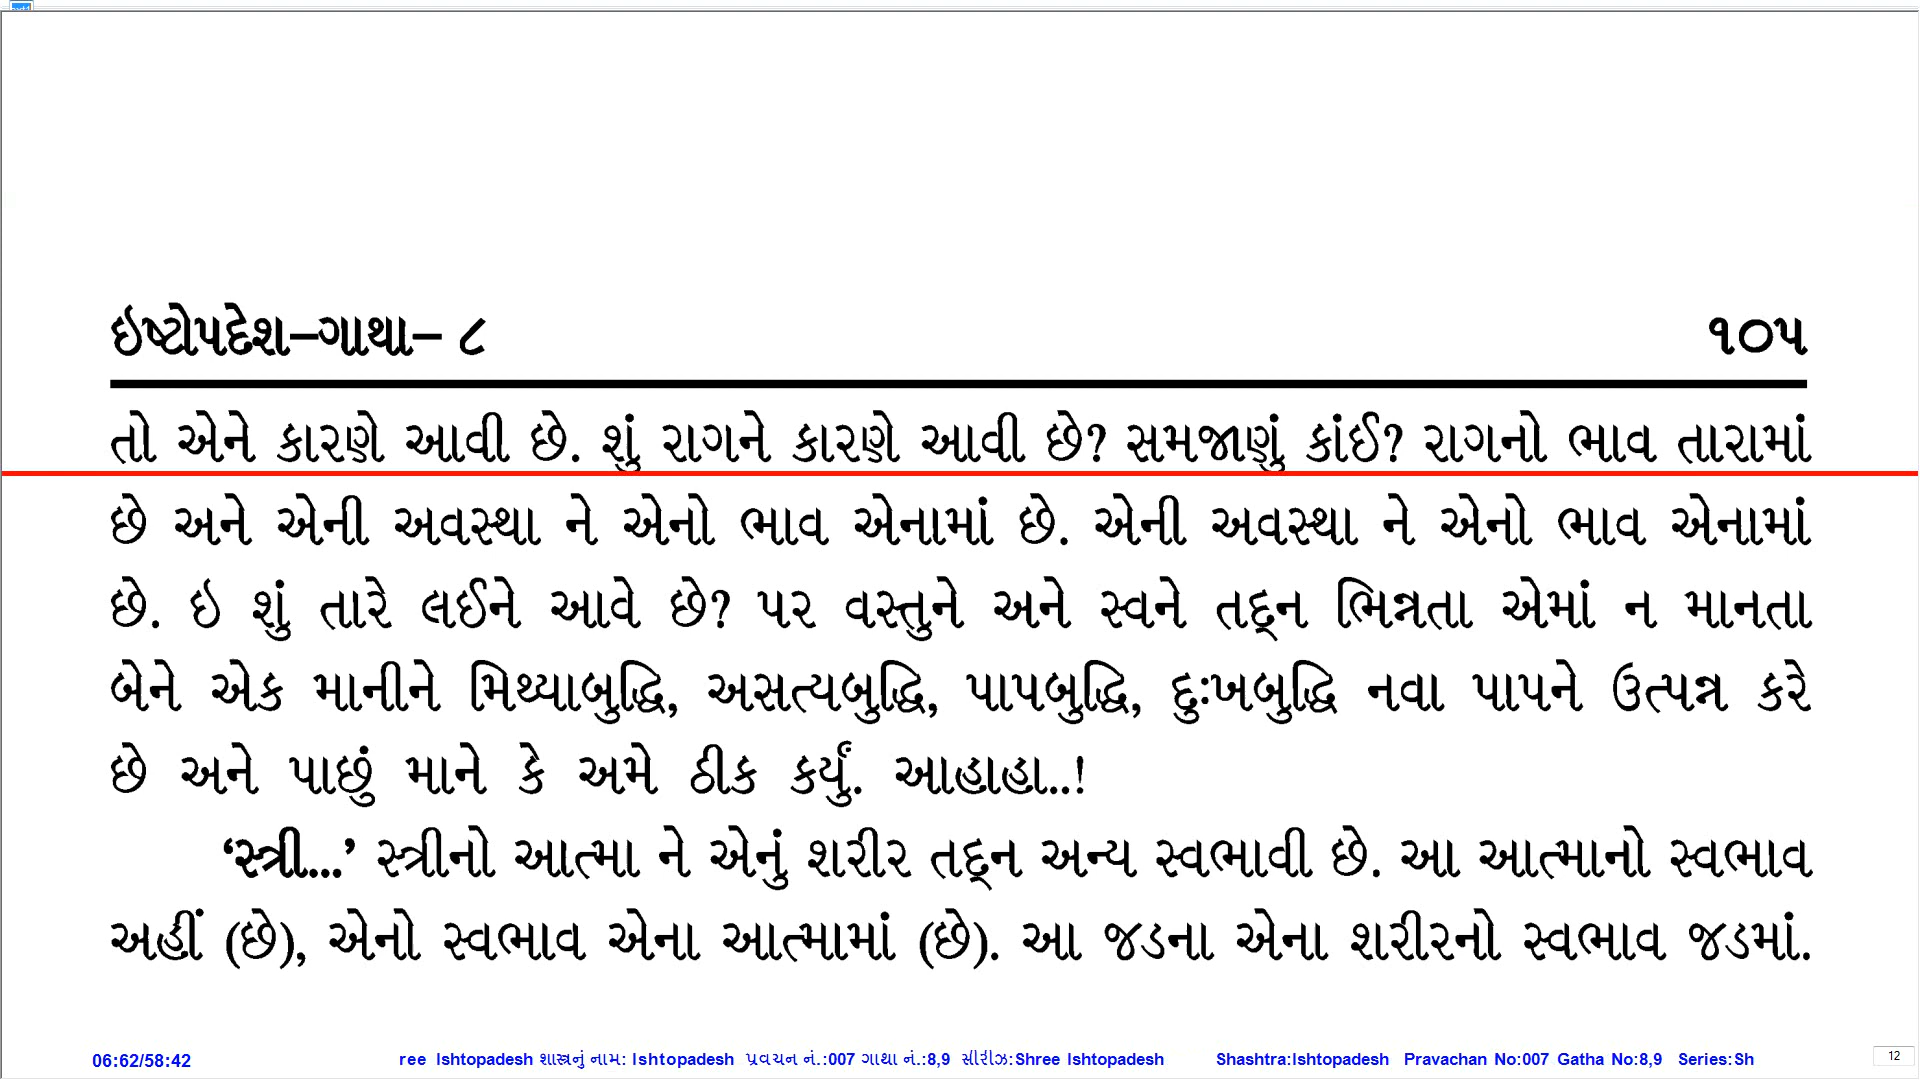 ઇષ્ટોપદેશ–ગાથા– ૮ ૧૦૫
તો એને કારણે આવી છે. શું રાગને કારણે આવી છે? સમજાણું કાંઈ? રાગનો ભાવ તારામાં
છે અને એની અવસ્થા ને એનો ભાવ એનામાં છે. એની અવસ્થા ને એનો ભાવ એનામાં
છે. ઇ શું તારે લઈને આવે છે? પર વસ્તુને અને સ્વને તદ્દન ભિન્નતા એમાં ન માનતા
બેને એક માનીને મિથ્યાબુદ્ધિ, અસત્યબુદ્ધિ, પાપબુદ્ધિ, દુઃખબુદ્ધિ નવા પાપને ઉત્પન્ન કરે
છે અને પાછું માને કે અમે ઠીક કર્યું. આહાહા..!
‘સ્ત્રી...’ સ્ત્રીનો આત્મા ને એનું શરીર તદ્દન અન્ય સ્વભાવી છે. આ આત્માનો સ્વભાવ
અહીં (છે), એનો સ્વભાવ એના આત્મામાં (છે). આ જડના એના શરીરનો સ્વભાવ જડમાં.
06:62/58:42 ree Ishtopadesh શાસ્ત્રનું નામ: Ishtopadesh પ્રવચન નં.:007 ગાથા નં.:8,9 સીરીઝ:Shree Ishtopadesh Shashtra:Ishtopadesh Pravachan No:007 Gatha No:8,9 Series:Sh 12